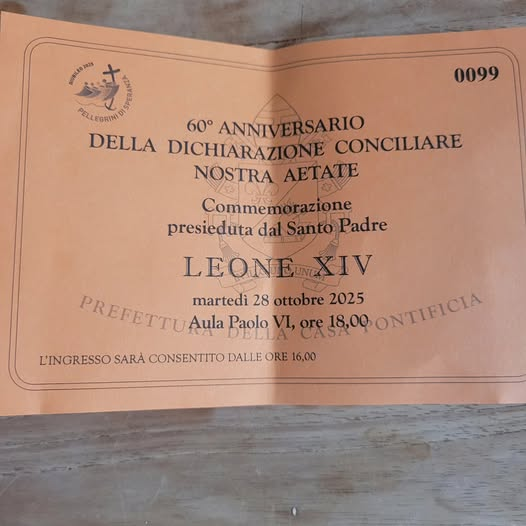 JUBILEO 2025
PELLEGRINI DI SPERANZA
0099
60° ANNIVERSARIO
DELLA DICHIARAZIONE CONCILIARE
NOSTRA AETATE
Commemorazione
presieduta dal Santo Padre
LEONE XIV
martedì 28 ottobre 2025
Aula Paolo VI, ore 18,00
PREFETTURA DELLA CASA PONTIFICIA
L'INGRESSO SARÀ CONSENTITO DALLE ORE 16,00